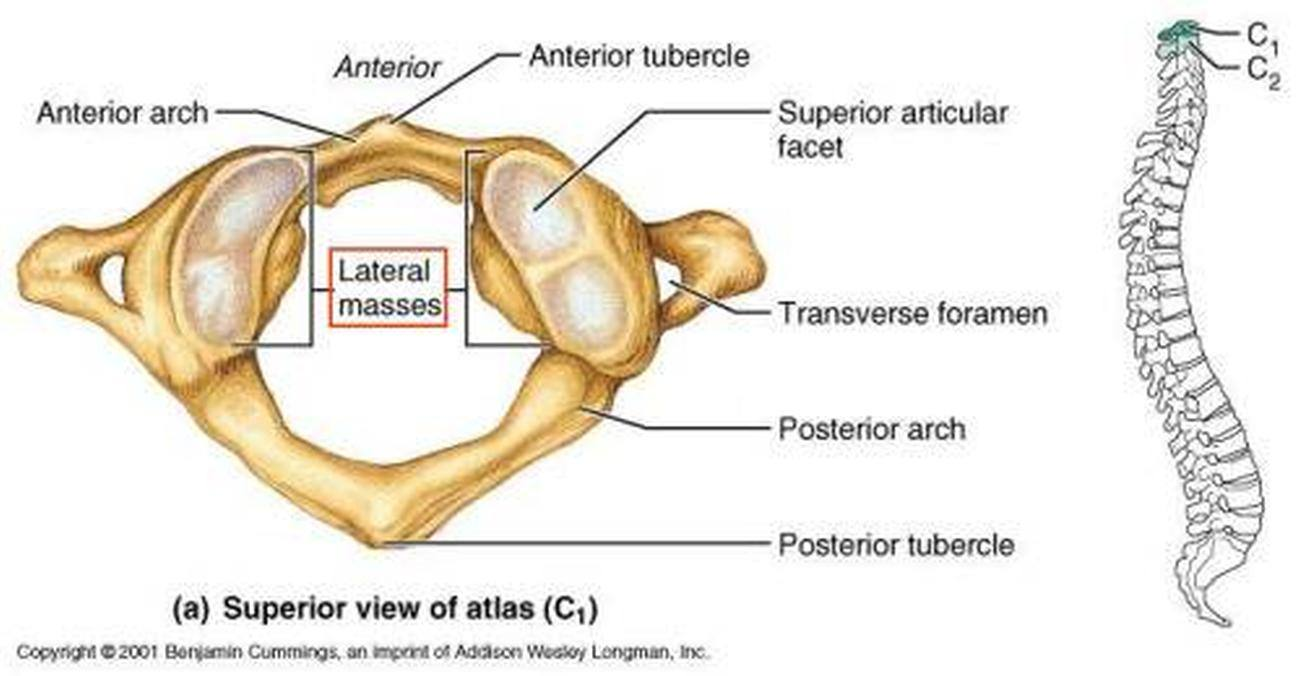 Anterior
Anterior tubercle
Anterior arch
Superior articular
facet
Lateral
masses
Transverse foramen
Posterior arch
Posterior tubercle
(a) Superior view of atlas (C₁)
Copyright © 2001 Benjamin Cummings, an imprint of Addison Wesley Longman, Inc.
C₁
C₂